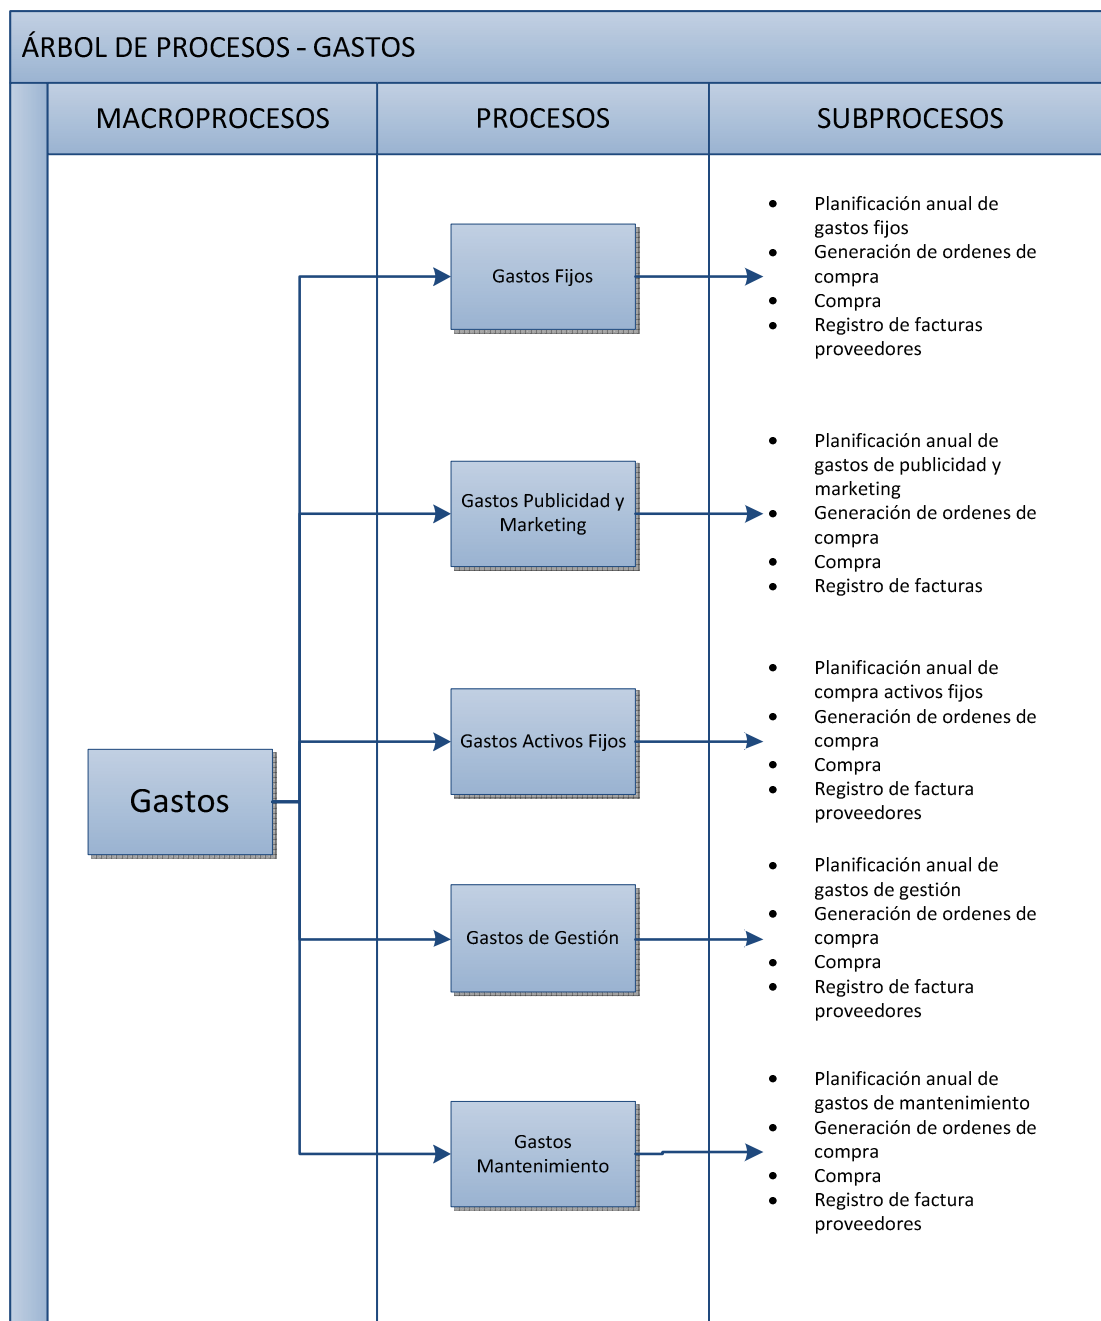 ÁRBOL DE PROCESOS - GASTOS
MACROPROCESOS
PROCESOS
SUBPROCESOS
Gastos
Gastos Fijos
• Planificación anual de
gastos fijos
• Generación de ordenes de
compra
• Compra
• Registro de facturas
proveedores
Gastos Publicidad y
Marketing
• Planificación anual de
gastos de publicidad y
marketing
• Generación de ordenes de
compra
• Compra
• Registro de facturas
Gastos Activos Fijos
• Planificación anual de
compra activos fijos
• Generación de ordenes de
compra
• Compra
• Registro de factura
proveedores
Gastos de Gestión
• Planificación anual de
gastos de gestión
• Generación de ordenes de
compra
• Compra
• Registro de factura
proveedores
Gastos
Mantenimiento
• Planificación anual de
gastos de mantenimiento
• Generación de ordenes de
compra
• Compra
• Registro de factura
proveedores